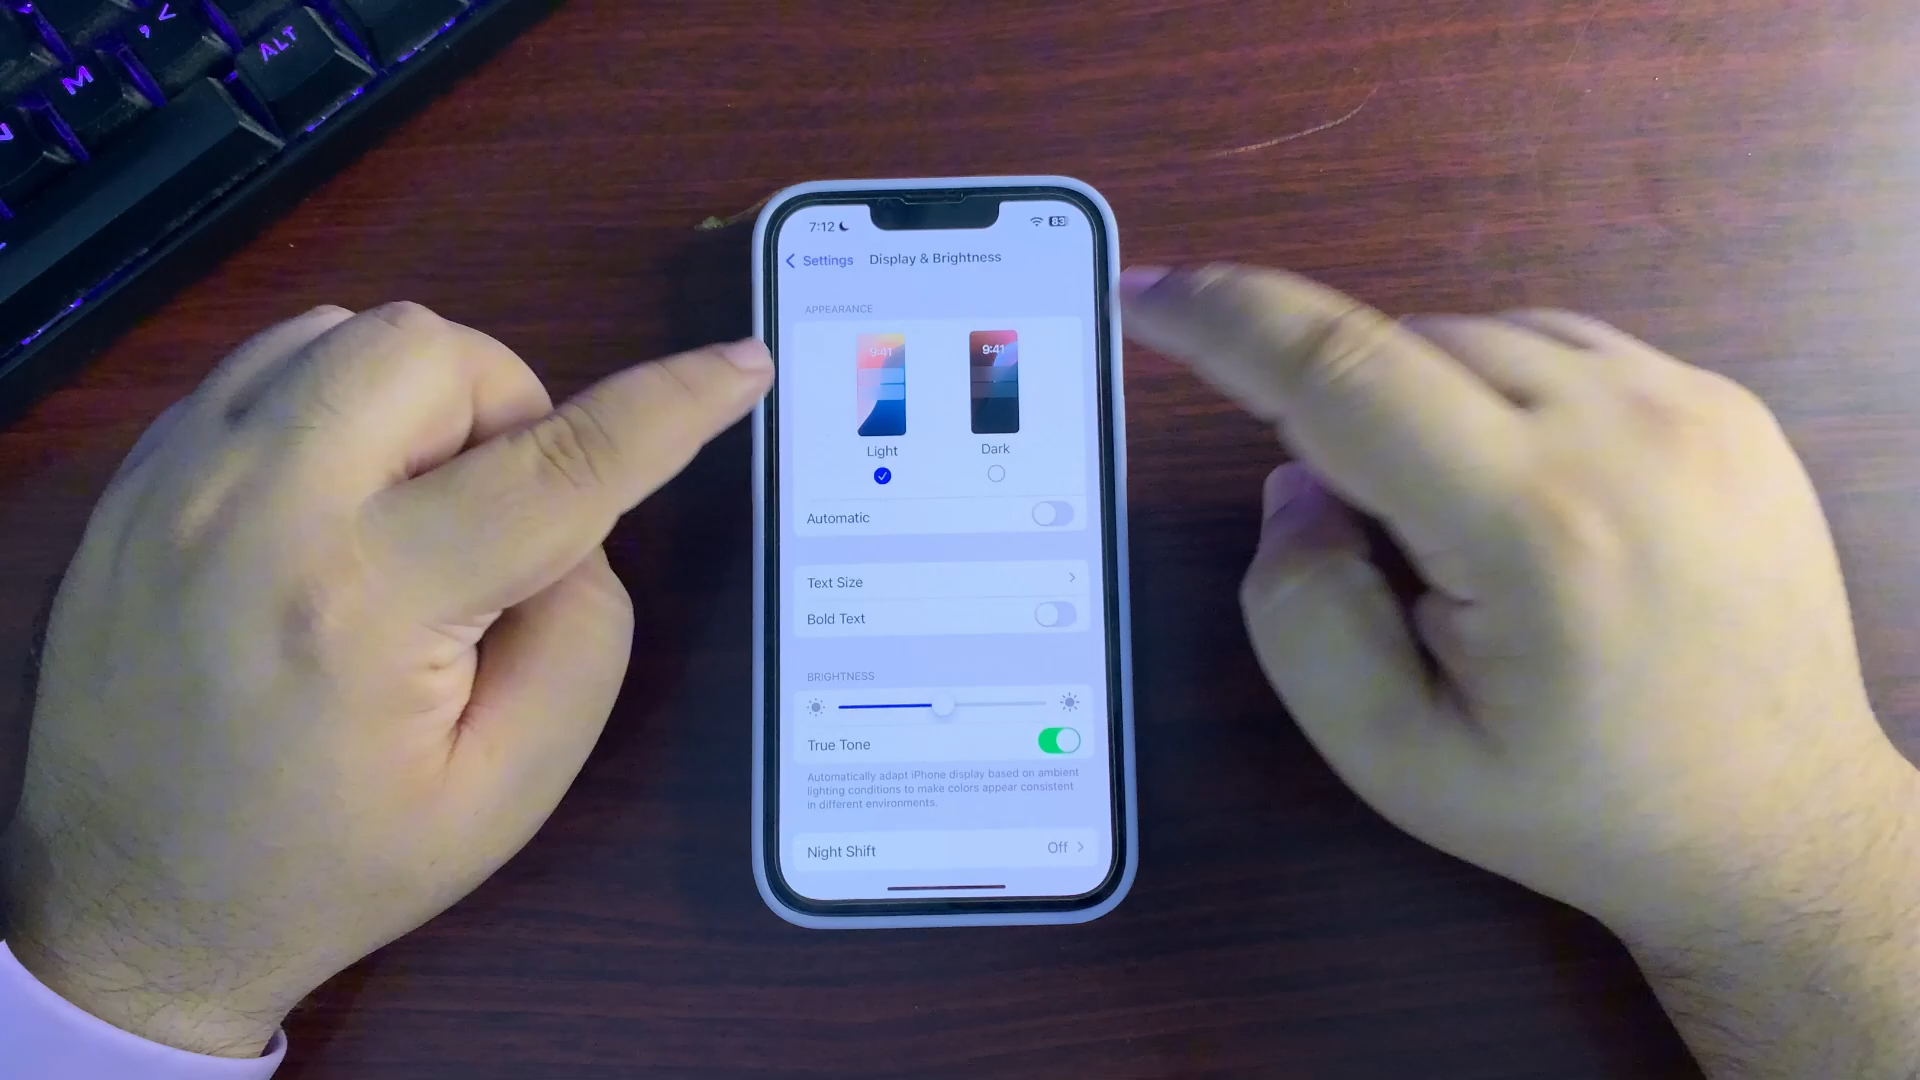 , <
ALT
M
7:12
83
Settings
Display & Brightness
APPEARANCE
9:41
9:41
Light
Dark
Automatic
Text Size
Bold Text
BRIGHTNESS
True Tone
Automatically adapt iPhone display based on ambient
lighting conditions to make colors appear consistent
in different environments.
Night Shift
Off